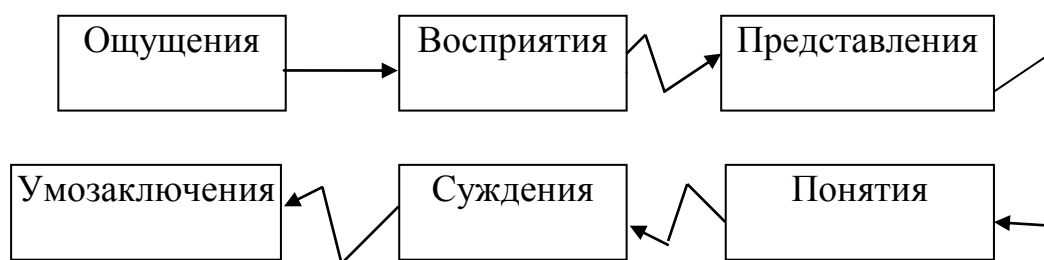 Ощущения
Восприятия
Представления
Умозаключения
Суждения
Понятия